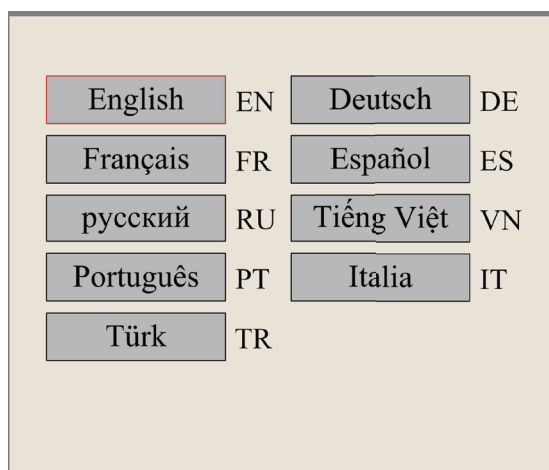 English EN Deutsch DE
Français FR Español ES
русский RU Tiếng Việt VN
Português PT Italia IT
Türk TR